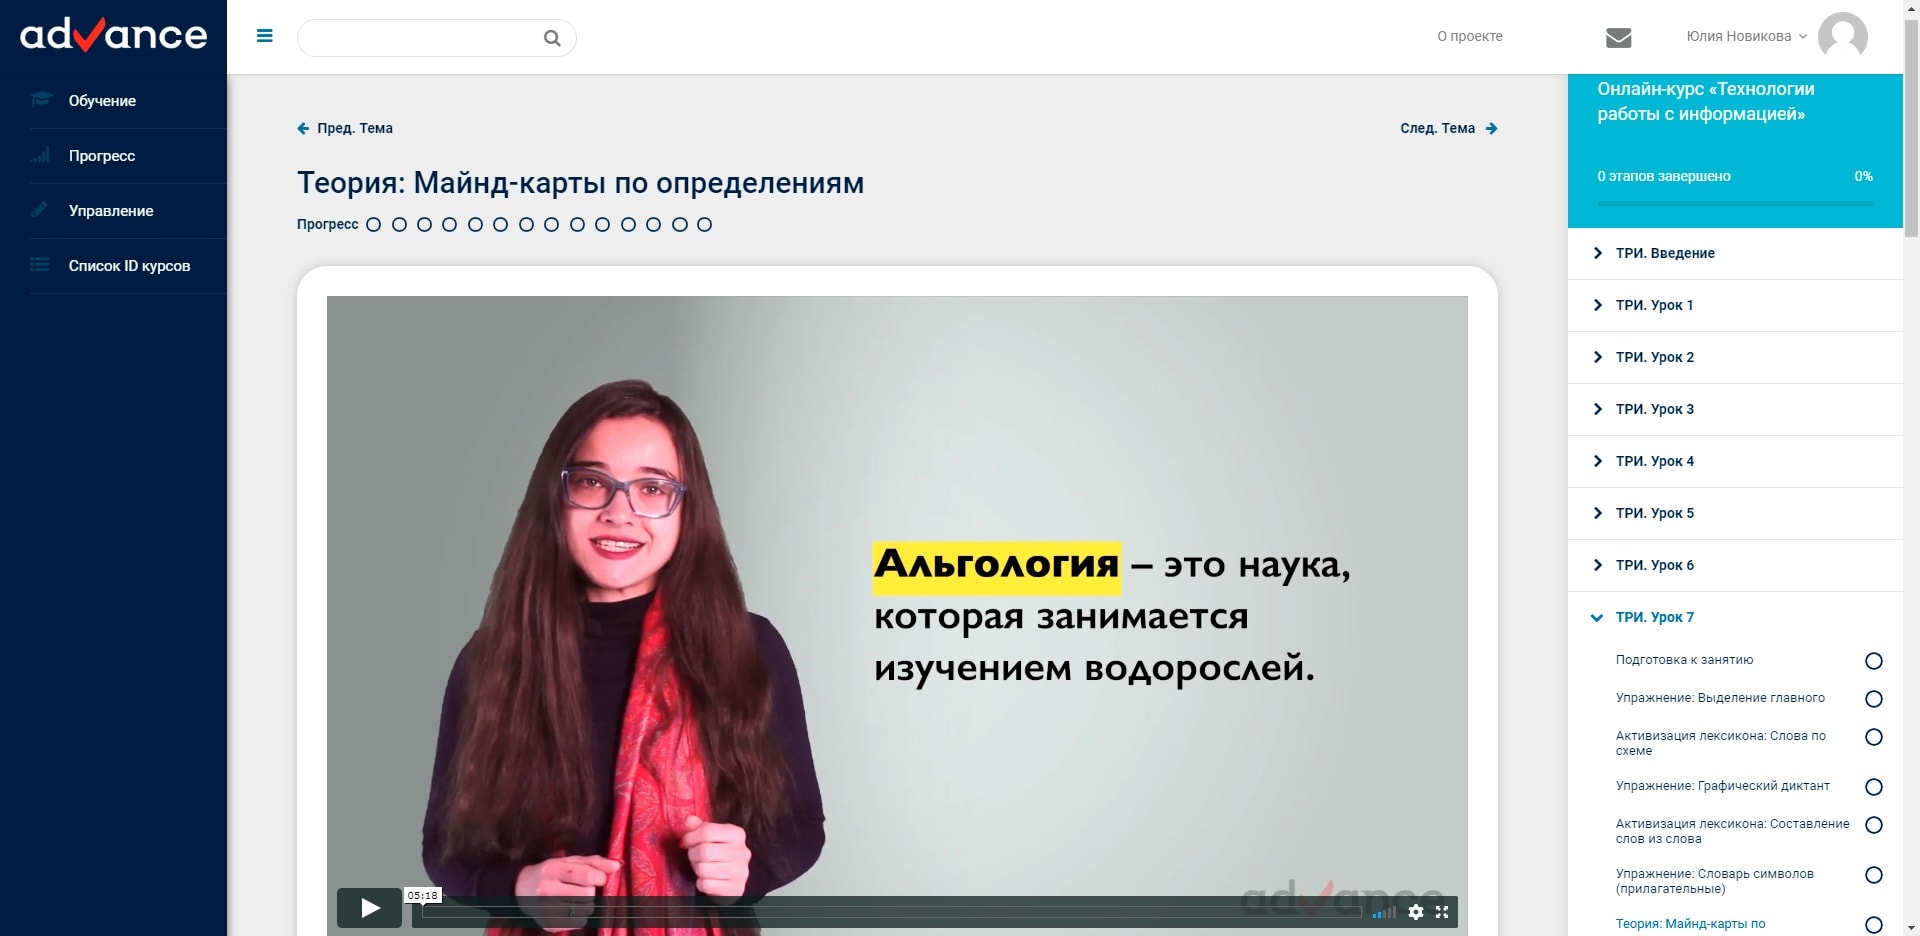 advance
Обучение
Прогресс
Управление
Список ID курсов
О проекте
Юлия Новикова
Пред. Тема
След. Тема
Теория: Майнд-карты по определениям
Прогресс
Альгология – это наука,
которая занимается
изучением водорослей.
advance
05:18
Онлайн-курс «Технологии
работы с информацией»
0 этапов завершено 0%
ТРИ. Введение
ТРИ. Урок 1
ТРИ. Урок 2
ТРИ. Урок 3
ТРИ. Урок 4
ТРИ. Урок 5
ТРИ. Урок 6
ТРИ. Урок 7
Подготовка к занятию
Упражнение: Выделение главного
Активизация лексикона: Слова по
схеме
Упражнение: Графический диктант
Активизация лексикона: Составление
слов из слова
Упражнение: Словарь символов
(прилагательные)
Теория: Майнд-карты по